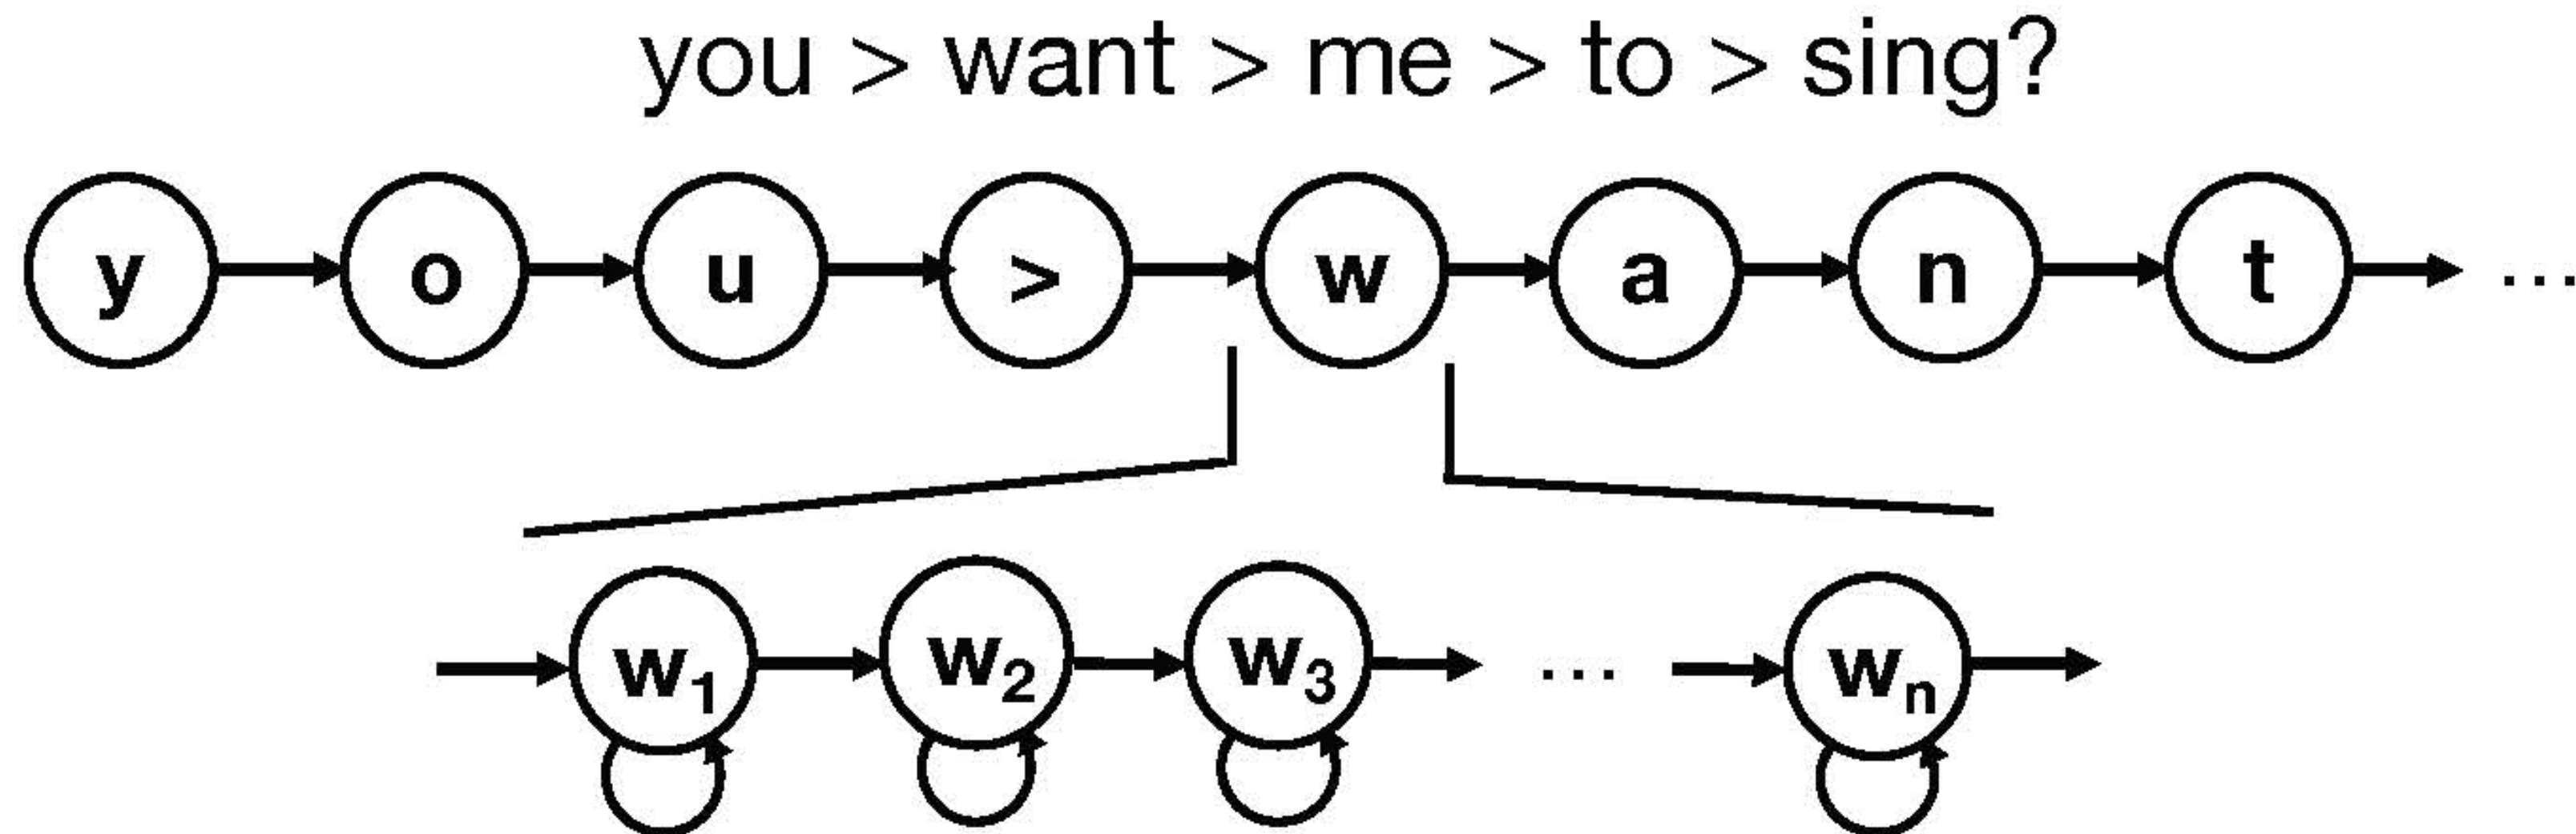 you > want > me > to > sing?
y o u > w a n t ...
w₁ w₂ w₃ ... wₙ